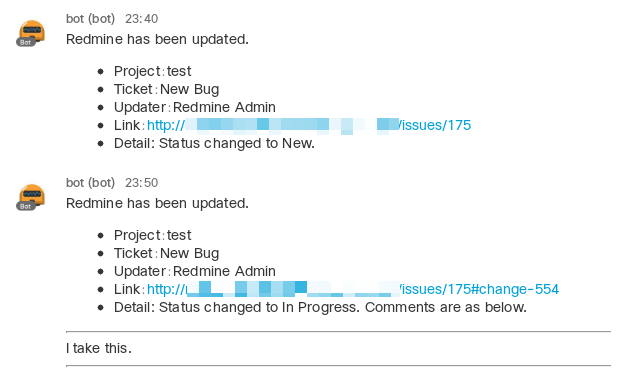 bot (bot) 23:40
Redmine has been updated.
Bot
• Project:test
• Ticket:New Bug
• Updater:Redmine Admin
• Link:http:// /issues/175
• Detail: Status changed to New.
bot (bot) 23:50
Redmine has been updated.
Bot
• Project:test
• Ticket:New Bug
• Updater:Redmine Admin
• Link:http:// /issues/175#change-554
• Detail: Status changed to In Progress. Comments are as below.
I take this.